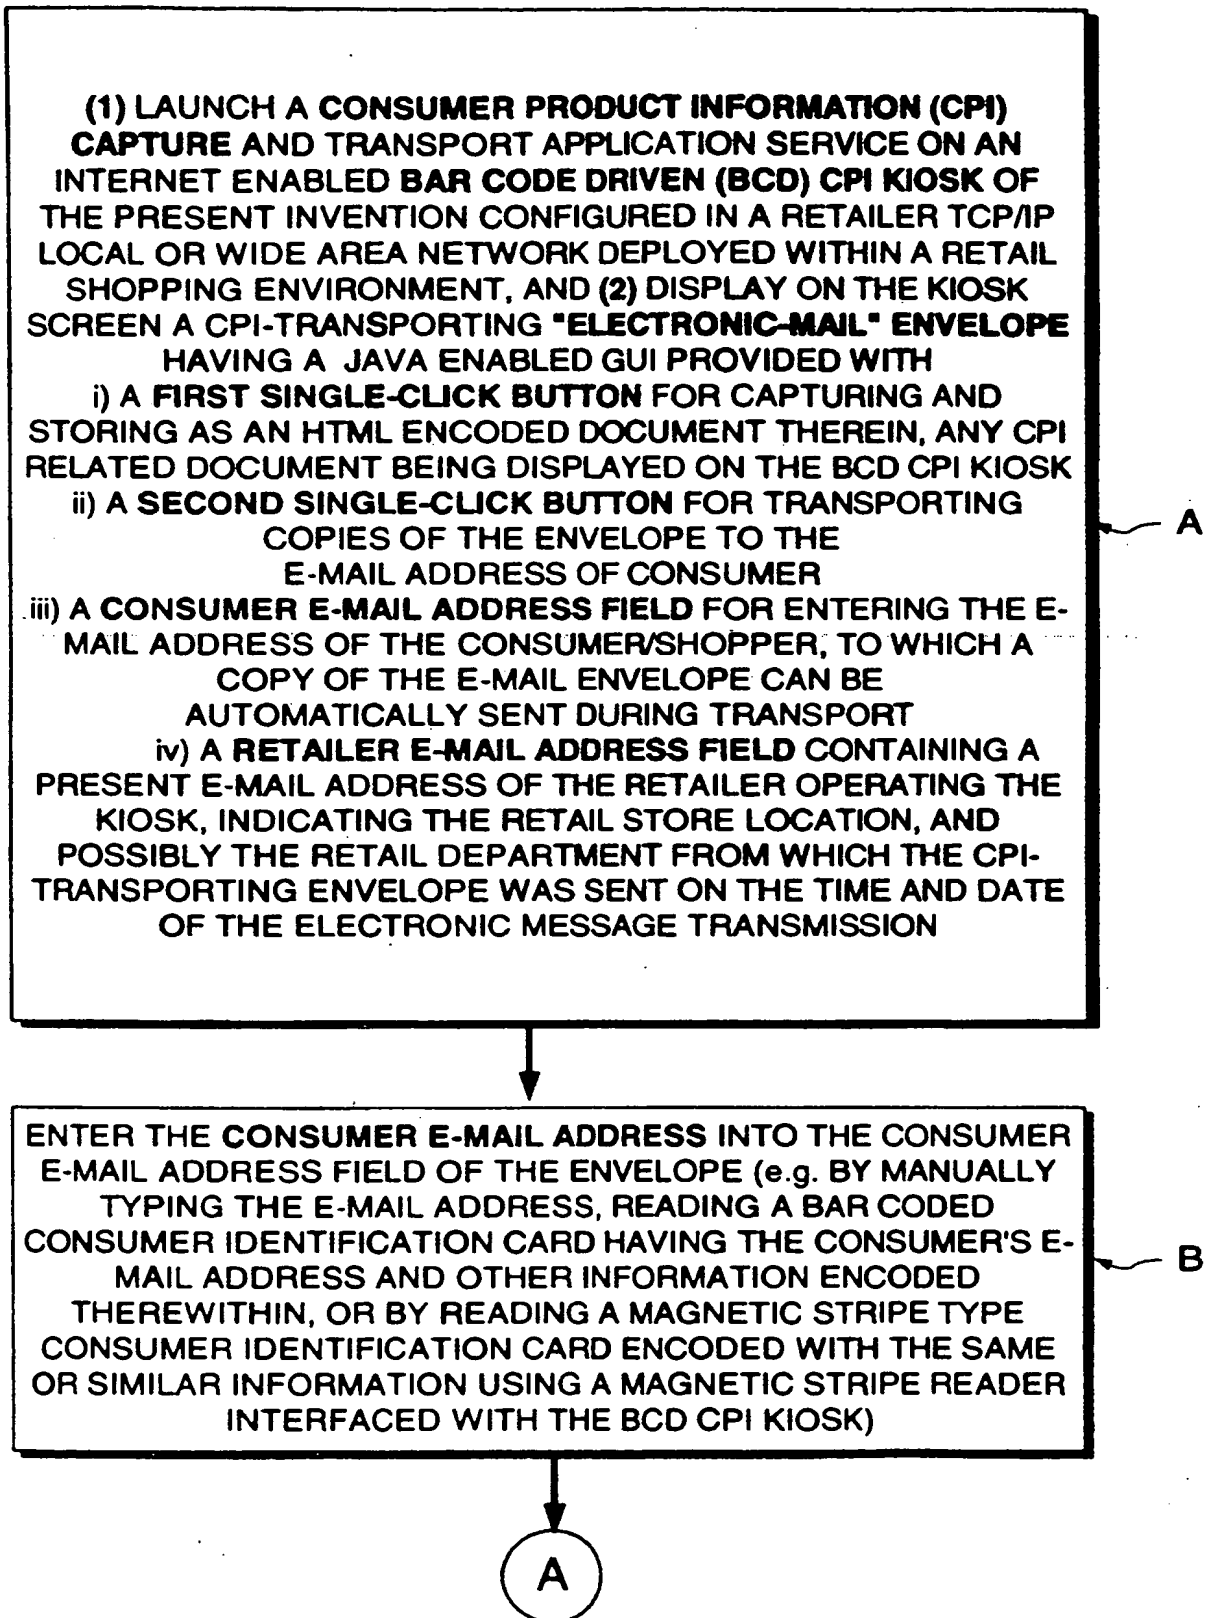 (1) LAUNCH A CONSUMER PRODUCT INFORMATION (CPI)
CAPTURE AND TRANSPORT APPLICATION SERVICE ON AN
INTERNET ENABLED BAR CODE DRIVEN (BCD) CPI KIOSK OF
THE PRESENT INVENTION CONFIGURED IN A RETAILER TCP/IP
LOCAL OR WIDE AREA NETWORK DEPLOYED WITHIN A RETAIL
SHOPPING ENVIRONMENT, AND (2) DISPLAY ON THE KIOSK
SCREEN A CPI-TRANSPORTING "ELECTRONIC-MAIL" ENVELOPE
HAVING A JAVA ENABLED GUI PROVIDED WITH
i) A FIRST SINGLE-CLICK BUTTON FOR CAPTURING AND
STORING AS AN HTML ENCODED DOCUMENT THEREIN, ANY CPI
RELATED DOCUMENT BEING DISPLAYED ON THE BCD CPI KIOSK
ii) A SECOND SINGLE-CLICK BUTTON FOR TRANSPORTING
COPIES OF THE ENVELOPE TO THE
E-MAIL ADDRESS OF CONSUMER
iii) A CONSUMER E-MAIL ADDRESS FIELD FOR ENTERING THE E-
MAIL ADDRESS OF THE CONSUMER/SHOPPER, TO WHICH A
COPY OF THE E-MAIL ENVELOPE CAN BE
AUTOMATICALLY SENT DURING TRANSPORT
iv) A RETAILER E-MAIL ADDRESS FIELD CONTAINING A
PRESENT E-MAIL ADDRESS OF THE RETAILER OPERATING THE
KIOSK, INDICATING THE RETAIL STORE LOCATION, AND
POSSIBLY THE RETAIL DEPARTMENT FROM WHICH THE CPI-
TRANSPORTING ENVELOPE WAS SENT ON THE TIME AND DATE
OF THE ELECTRONIC MESSAGE TRANSMISSION
A
ENTER THE CONSUMER E-MAIL ADDRESS INTO THE CONSUMER
E-MAIL ADDRESS FIELD OF THE ENVELOPE (e.g. BY MANUALLY
TYPING THE E-MAIL ADDRESS, READING A BAR CODED
CONSUMER IDENTIFICATION CARD HAVING THE CONSUMER'S E-
MAIL ADDRESS AND OTHER INFORMATION ENCODED
THEREWITHIN, OR BY READING A MAGNETIC STRIPE TYPE
CONSUMER IDENTIFICATION CARD ENCODED WITH THE SAME
OR SIMILAR INFORMATION USING A MAGNETIC STRIPE READER
INTERFACED WITH THE BCD CPI KIOSK)
B
A